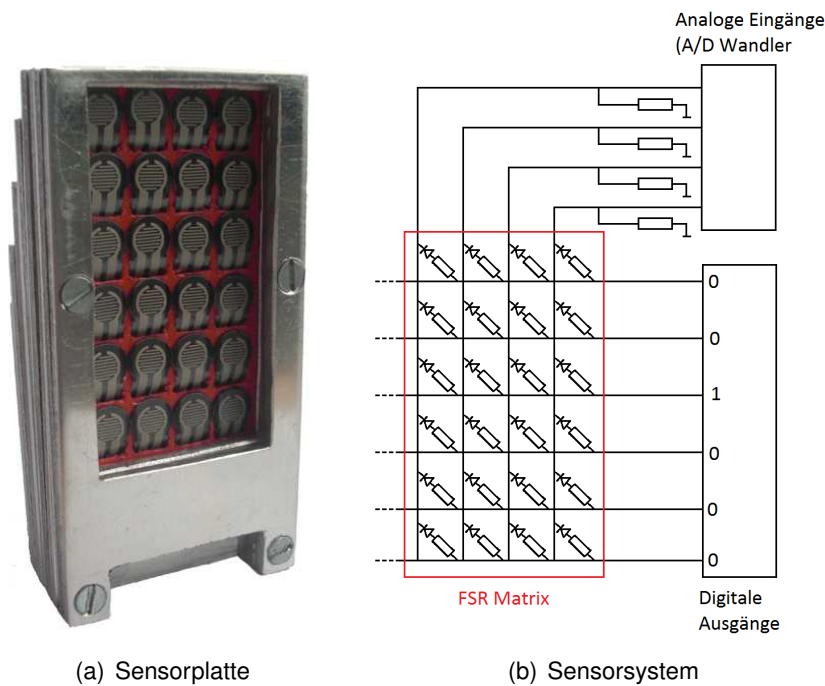 Analoge Eingänge
(A/D Wandler
0
0
1
0
0
0
FSR Matrix
Digitale
Ausgänge
(a) Sensorplatte
(b) Sensorsystem